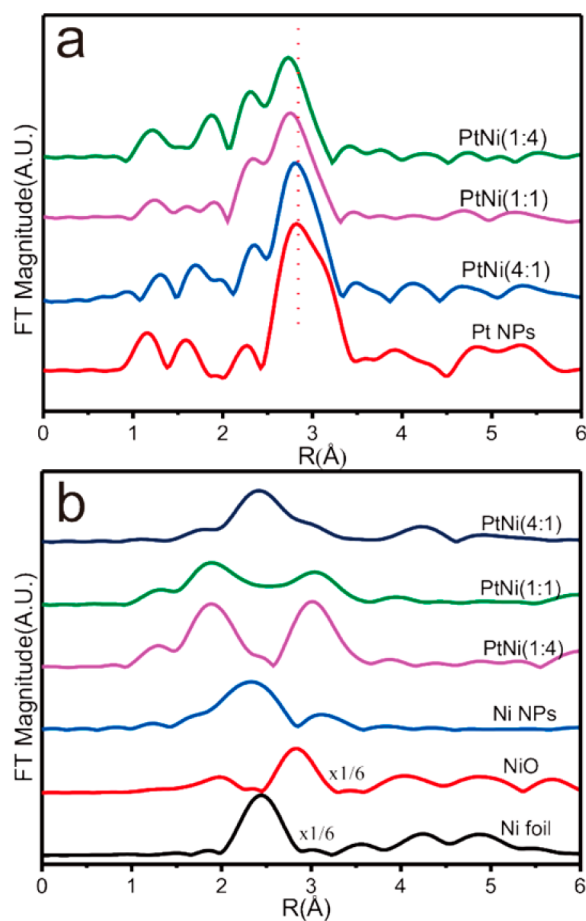 a
FT Magnitude(A.U.)
PtNi(1:4)
PtNi(1:1)
PtNi(4:1)
Pt NPs
0 1 2 3 4 5 6
R(Å)
b
FT Magnitude(A.U.)
PtNi(4:1)
PtNi(1:1)
PtNi(1:4)
Ni NPs
x1/6 NiO
x1/6 Ni foil
0 1 2 3 4 5 6
R(Å)